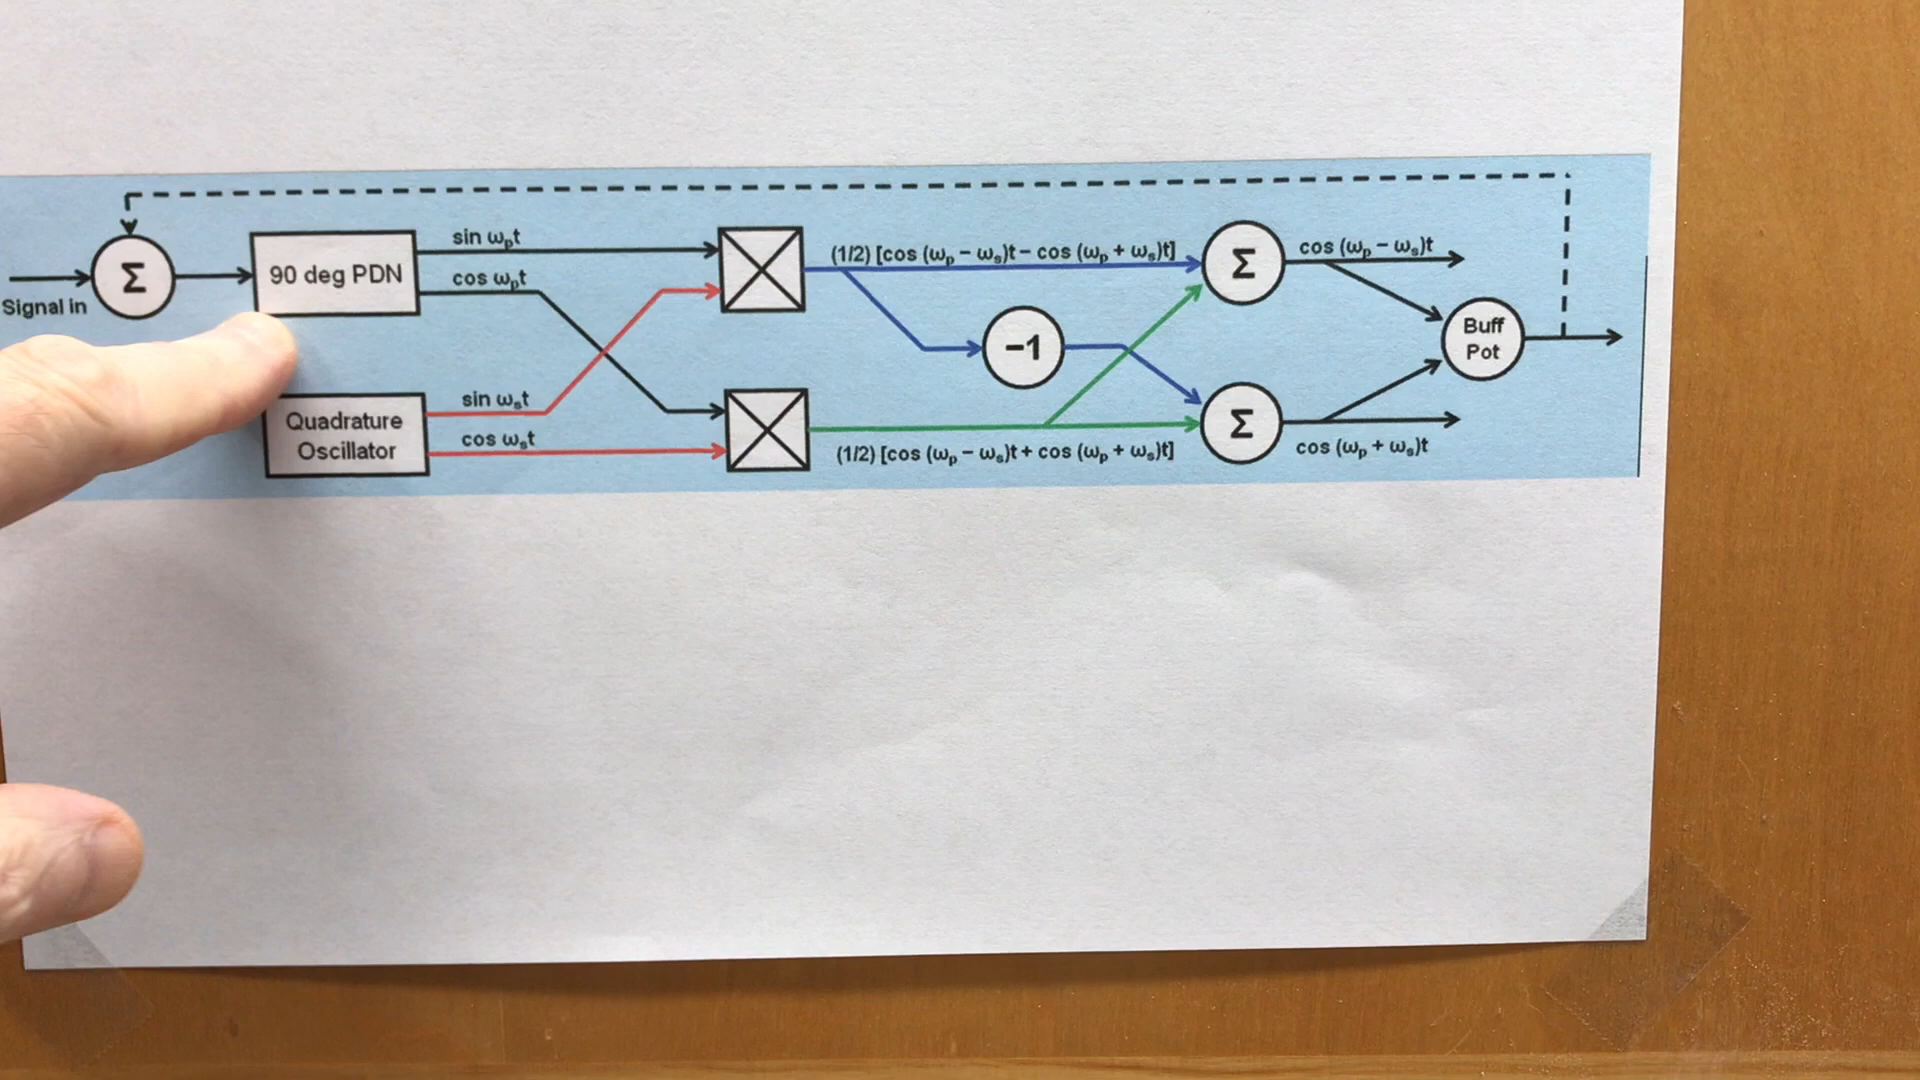 Signal in
Σ
90 deg PDN
sin ωₚt
cos ωₚt
Quadrature
Oscillator
sin ωₛt
cos ωₛt
(1/2) [cos (ωₚ – ωₛ)t – cos (ωₚ + ωₛ)t]
–1
(1/2) [cos (ωₚ – ωₛ)t + cos (ωₚ + ωₛ)t]
Σ
Σ
cos (ωₚ – ωₛ)t
cos (ωₚ + ωₛ)t
Buff
Pot